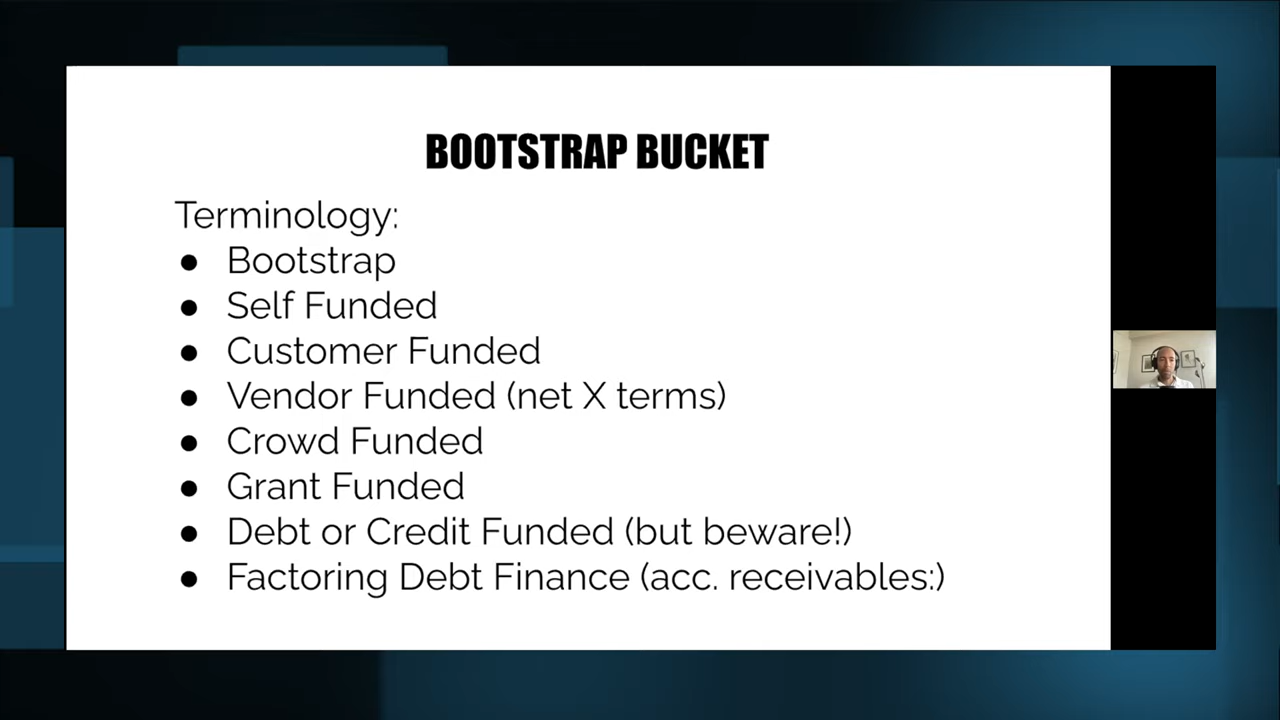 BOOTSTRAP BUCKET
Terminology:
● Bootstrap
● Self Funded
● Customer Funded
● Vendor Funded (net X terms)
● Crowd Funded
● Grant Funded
● Debt or Credit Funded (but beware!)
● Factoring Debt Finance (acc. receivables:)